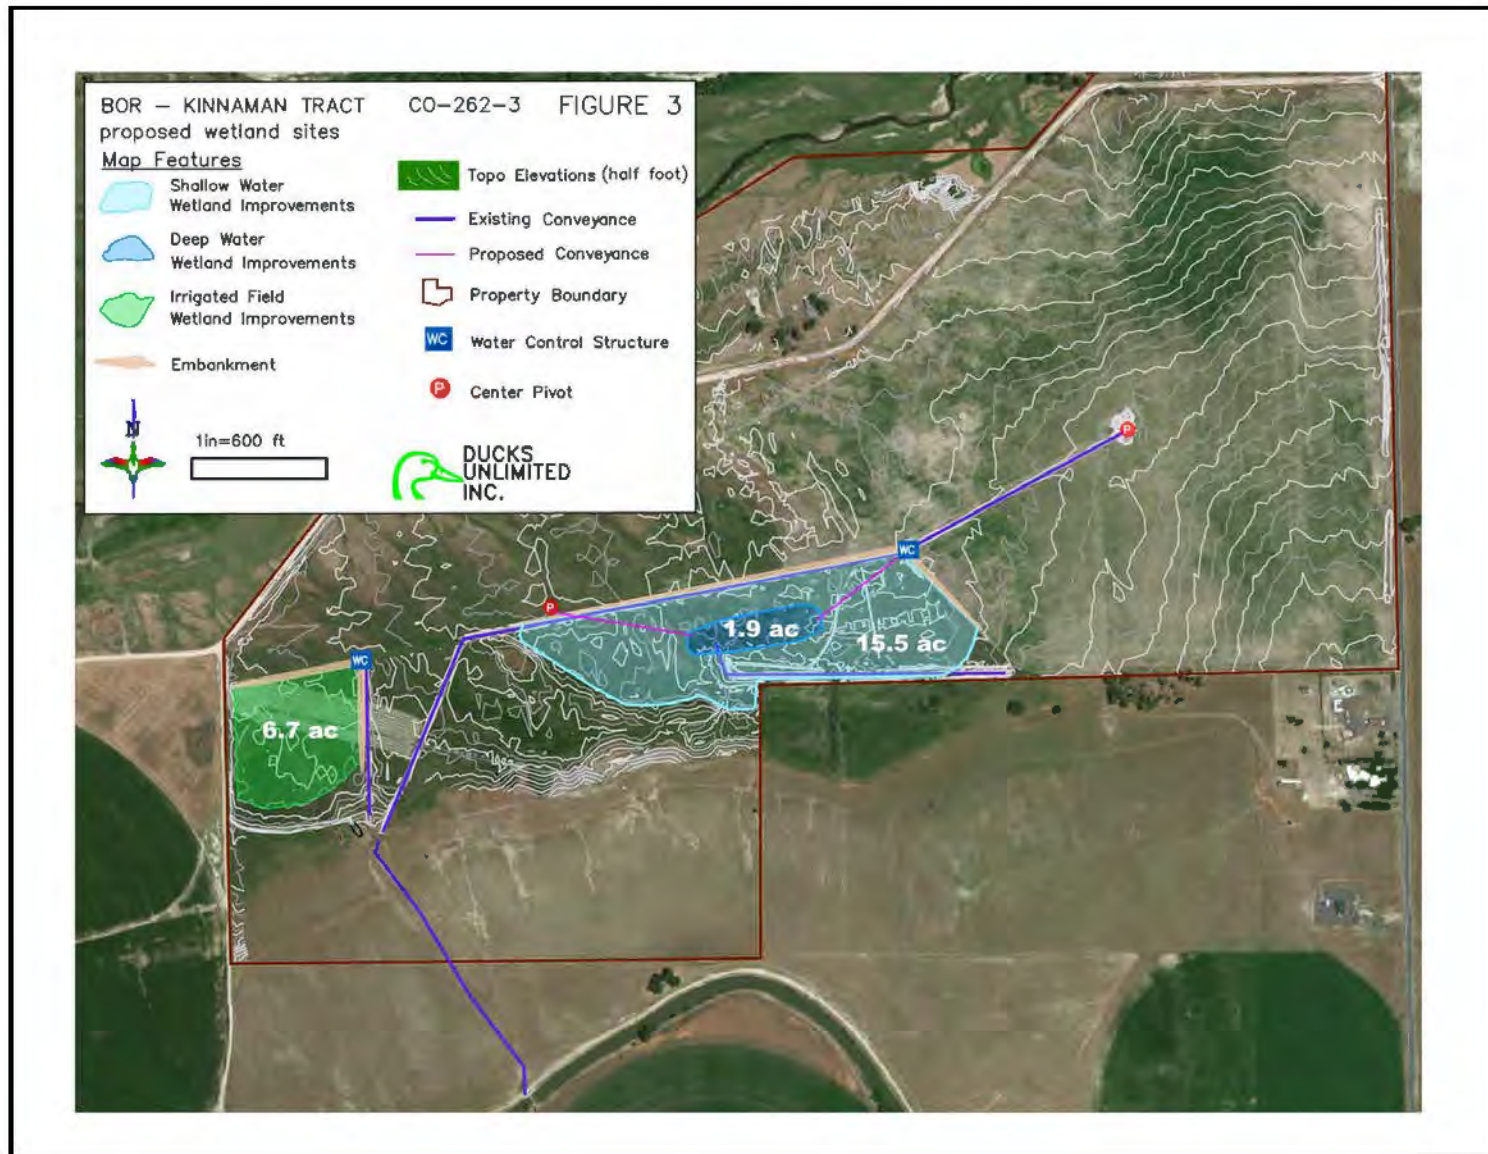 BOR – KINNAMAN TRACT CO-262-3 FIGURE 3
proposed wetland sites
Map Features
Shallow Water
Wetland Improvements
Deep Water
Wetland Improvements
Irrigated Field
Wetland Improvements
Embankment
Topo Elevations (half foot)
Existing Conveyance
Proposed Conveyance
Property Boundary
WC Water Control Structure
P Center Pivot
N
1in=600 ft
DUCKS
UNLIMITED
INC.
P
WC
P
1.9 ac
15.5 ac
WC
6.7 ac